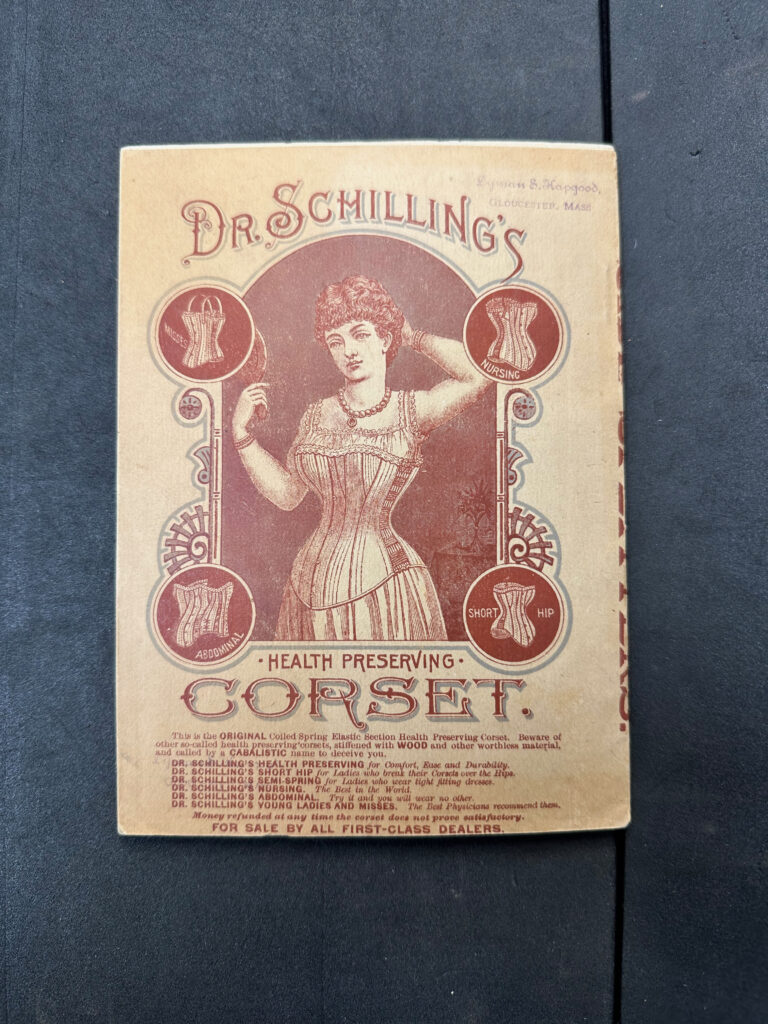 Lyman S. Hapgood,
GLOUCESTER, MASS
DR. SCHILLING'S
MISSES
NURSING
ABDOMINAL
SHORT HIP
· HEALTH PRESERVING ·
CORSET.
This is the ORIGINAL Coiled Spring Elastic Section Health Preserving Corset. Beware of
other so-called health preserving corsets, stiffened with WOOD and other worthless material,
and called by a CABALISTIC name to deceive you.
DR. SCHILLING'S HEALTH PRESERVING for Comfort, Ease and Durability.
DR. SCHILLING'S SHORT HIP for Ladies who break their Corsets over the Hips.
DR. SCHILLING'S SEMI-SPRING for Ladies who wear tight fitting dresses.
DR. SCHILLING'S NURSING. The Best in the World.
DR. SCHILLING'S ABDOMINAL. Try it and you will wear no other.
DR. SCHILLING'S YOUNG LADIES AND MISSES. The Best Physicians recommend them.
Money refunded at any time the corset does not prove satisfactory.
FOR SALE BY ALL FIRST-CLASS DEALERS.